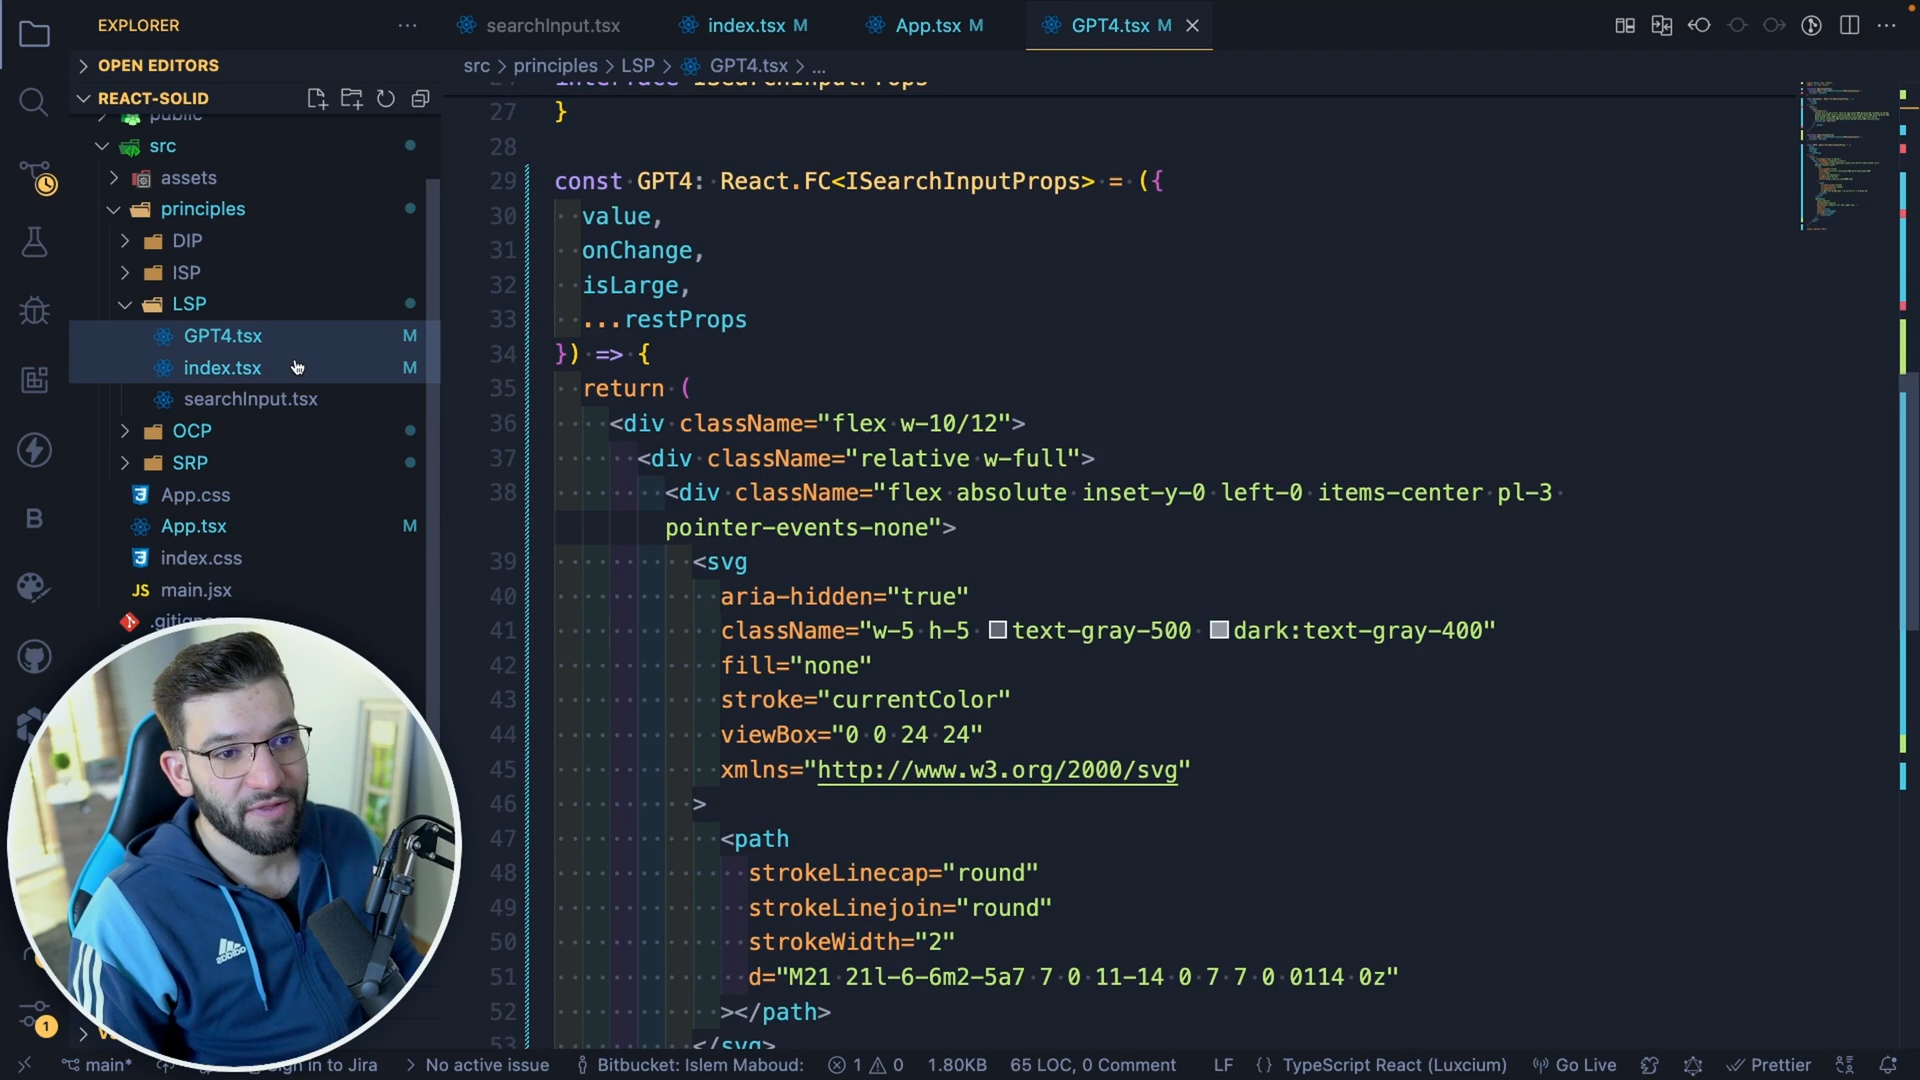 EXPLORER
searchInput.tsx
index.tsx M
App.tsx M
GPT4.tsx M
OPEN EDITORS
src > principles > LSP > GPT4.tsx > ...
REACT-SOLID
public
src
assets
principles
DIP
ISP
LSP
GPT4.tsx M
index.tsx M
searchInput.tsx
OCP
SRP
App.css
App.tsx M
index.css
JS main.jsx
interface ISearchInputProps
27 }
28
29 const GPT4: React.FC<ISearchInputProps> = ({
30 value,
31 onChange,
32 isLarge,
33 ...restProps
34 }) => {
35 return (
36 <div className="flex w-10/12">
37 <div className="relative w-full">
38 <div className="flex absolute inset-y-0 left-0 items-center pl-3
pointer-events-none">
39 <svg
40 aria-hidden="true"
41 className="w-5 h-5 text-gray-500 dark:text-gray-400"
42 fill="none"
43 stroke="currentColor"
44 viewBox="0 0 24 24"
45 xmlns="http://www.w3.org/2000/svg"
46 >
47 <path
48 strokeLinecap="round"
49 strokeLinejoin="round"
50 strokeWidth="2"
51 d="M21 21l-6-6m2-5a7 7 0 11-14 0 7 7 0 0114 0z"
52 ></path>
53 </svg>
B
1
main*
in to Jira
No active issue
Bitbucket: Islem Maboud:
1 0
1.80KB
65 LOC, 0 Comment
LF
{} TypeScript React (Luxcium)
Go Live
Prettier